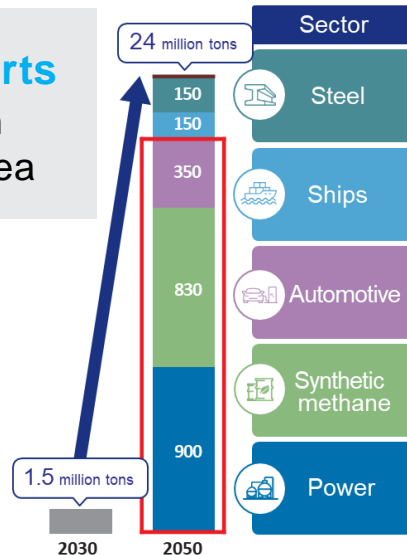 rts
ea
24 million tons
150
150
350
830
900
1.5 million tons
2030
2050
Sector
Steel
Ships
Automotive
Synthetic
methane
Power